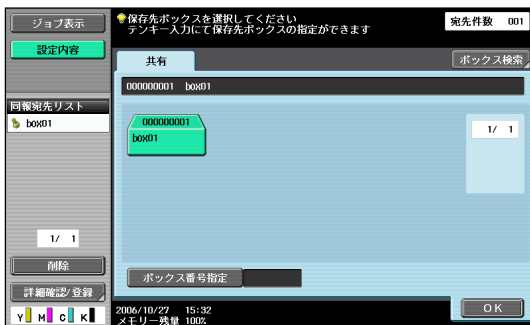 ジョブ表示
設定内容
保存先ボックスを選択してください
テンキー入力にて保存先ボックスの指定ができます
宛先件数 001
共有
ボックス検索
000000001 box01
同報宛先リスト
box01
000000001
box01
1/ 1
1/ 1
削除
詳細確認/登録
ボックス番号指定
Y M C K
2006/10/27 15:32
メモリー残量 100%
OK